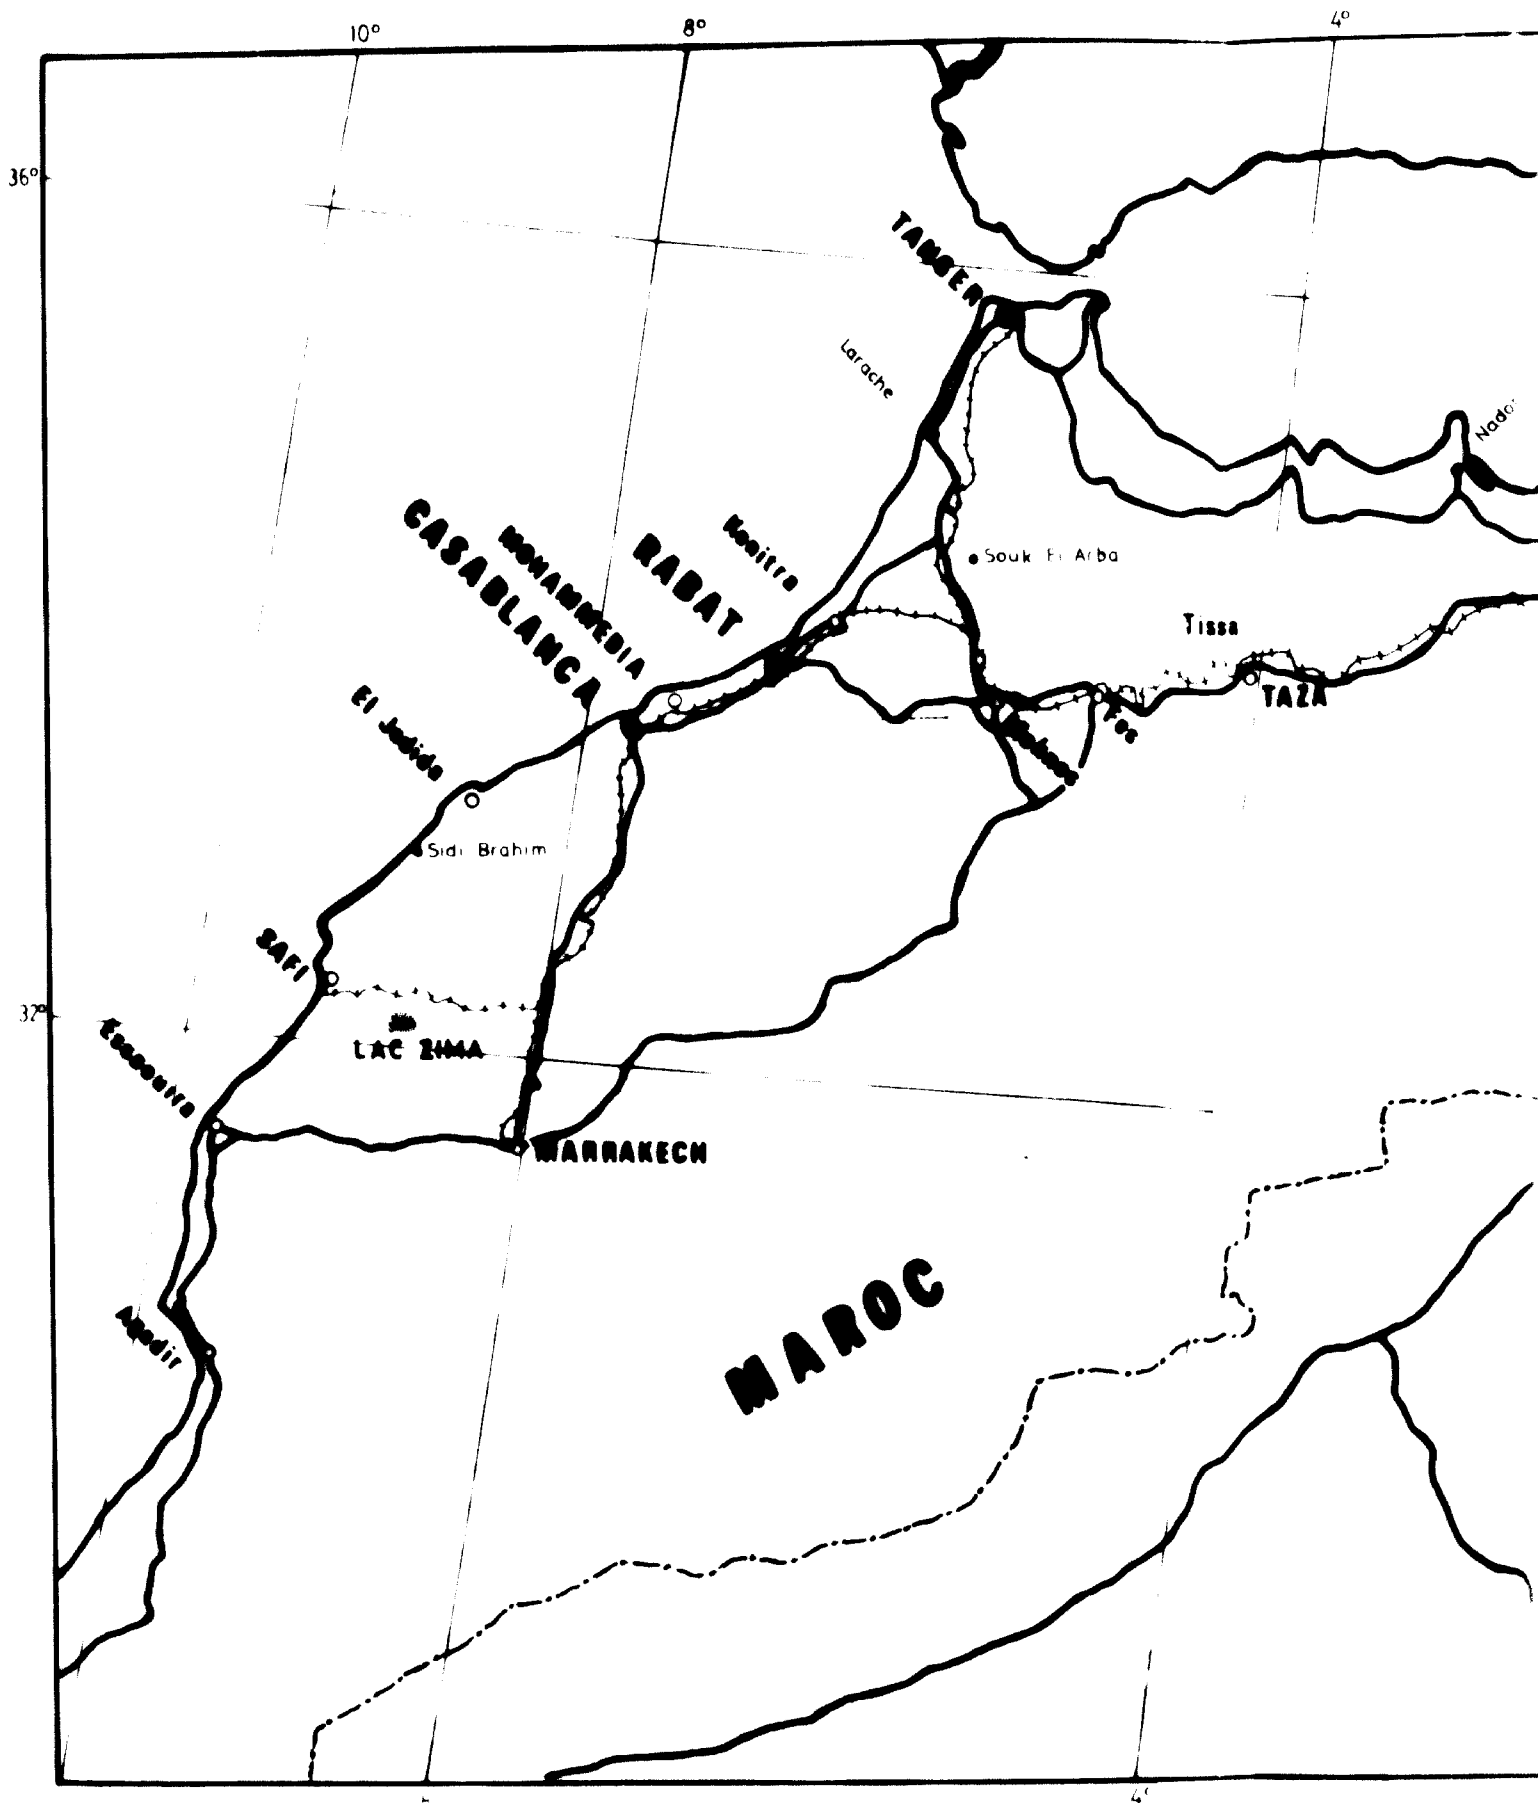 10°
8°
4°
36°
TANGER
Larache
Nado
CASABLANCA
MOHAMMEDIA
RABAT
Kenitra
Souk El Arba
Tissa
TAZA
Fes
El Jadida
Sidi Brahim
SAFI
32°
LAC ZIMA
Essaouira
MARRAKECH
MAROC
Agadir
4°